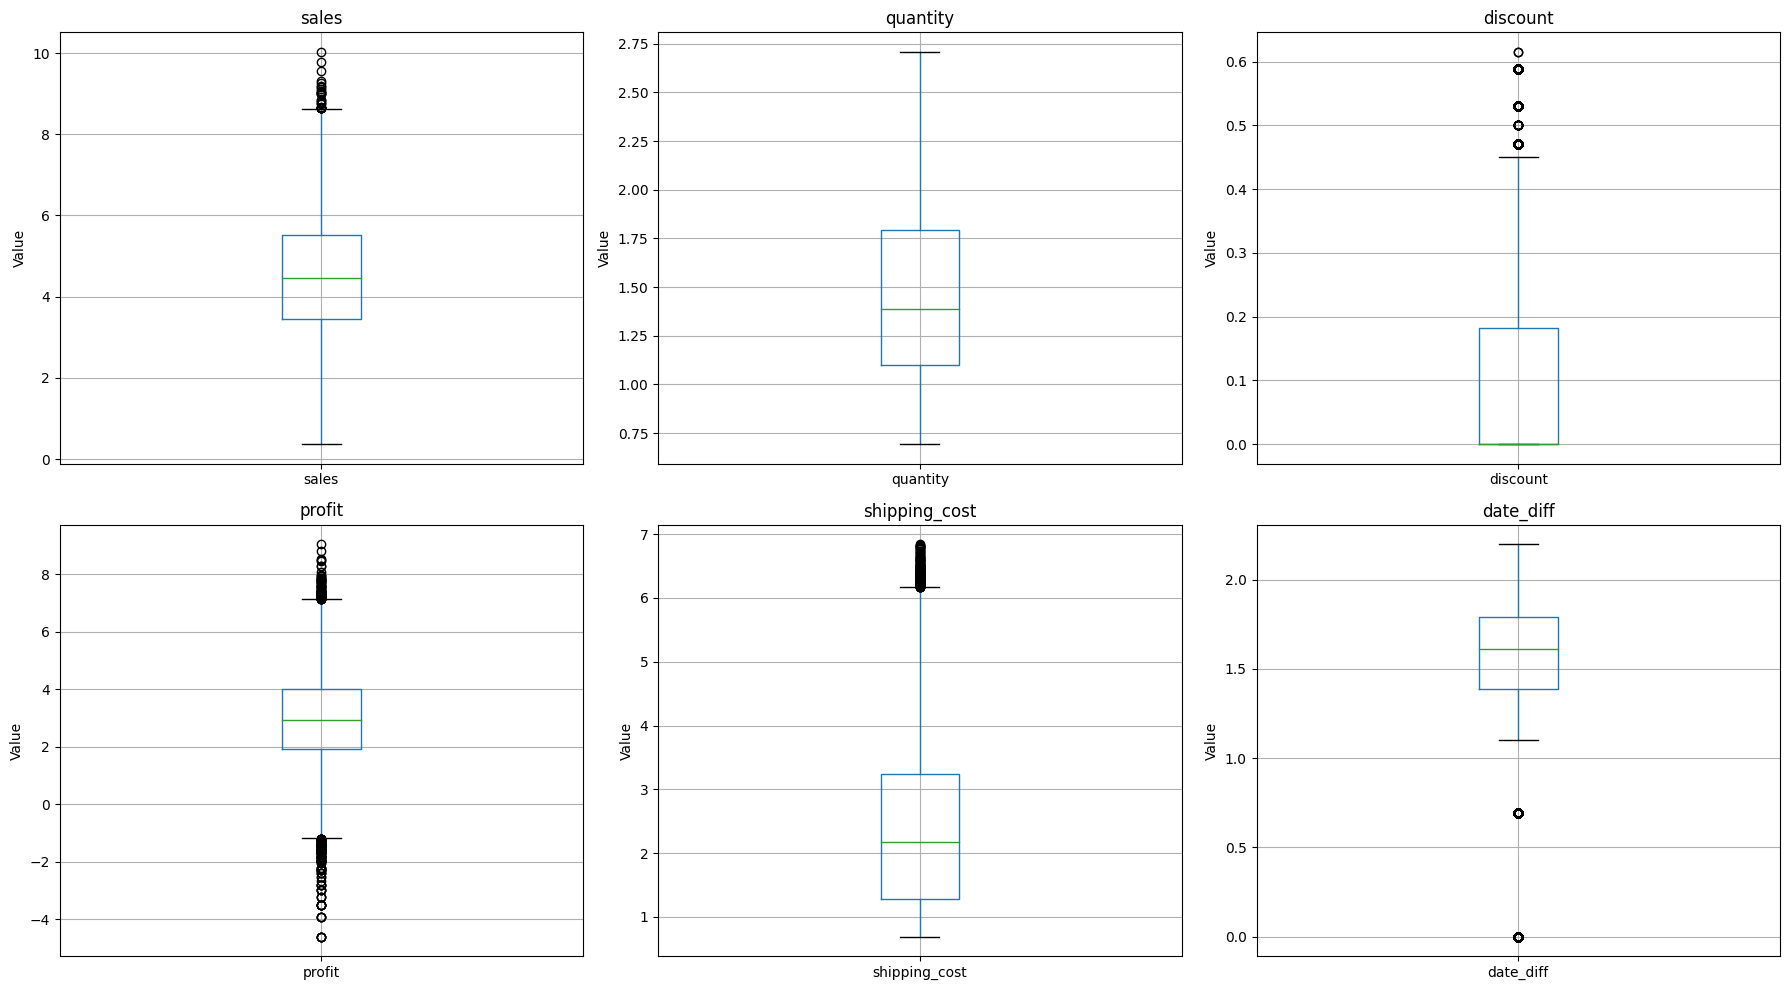 sales
10
8
6
4
2
0
Value
sales
quantity
2.75
2.50
2.25
2.00
1.75
1.50
1.25
1.00
0.75
Value
quantity
discount
0.6
0.5
0.4
0.3
0.2
0.1
0.0
Value
discount
profit
8
6
4
2
0
−2
−4
Value
profit
shipping_cost
7
6
5
4
3
2
1
Value
shipping_cost
date_diff
2.0
1.5
1.0
0.5
0.0
Value
date_diff